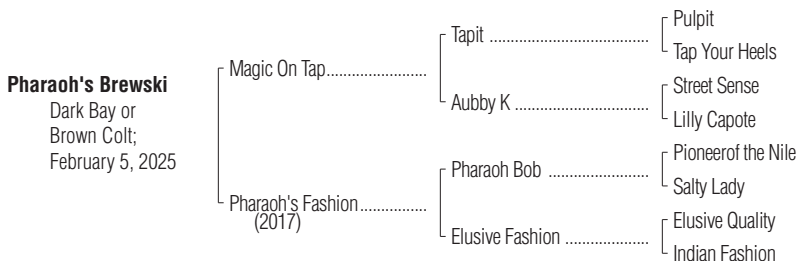 Pharaoh's Brewski
Dark Bay or
Brown Colt;
February 5, 2025
Magic On Tap
Pharaoh's Fashion
(2017)
Tapit
Aubby K
Pharaoh Bob
Elusive Fashion
Pulpit
Tap Your Heels
Street Sense
Lilly Capote
Pioneerof the Nile
Salty Lady
Elusive Quality
Indian Fashion